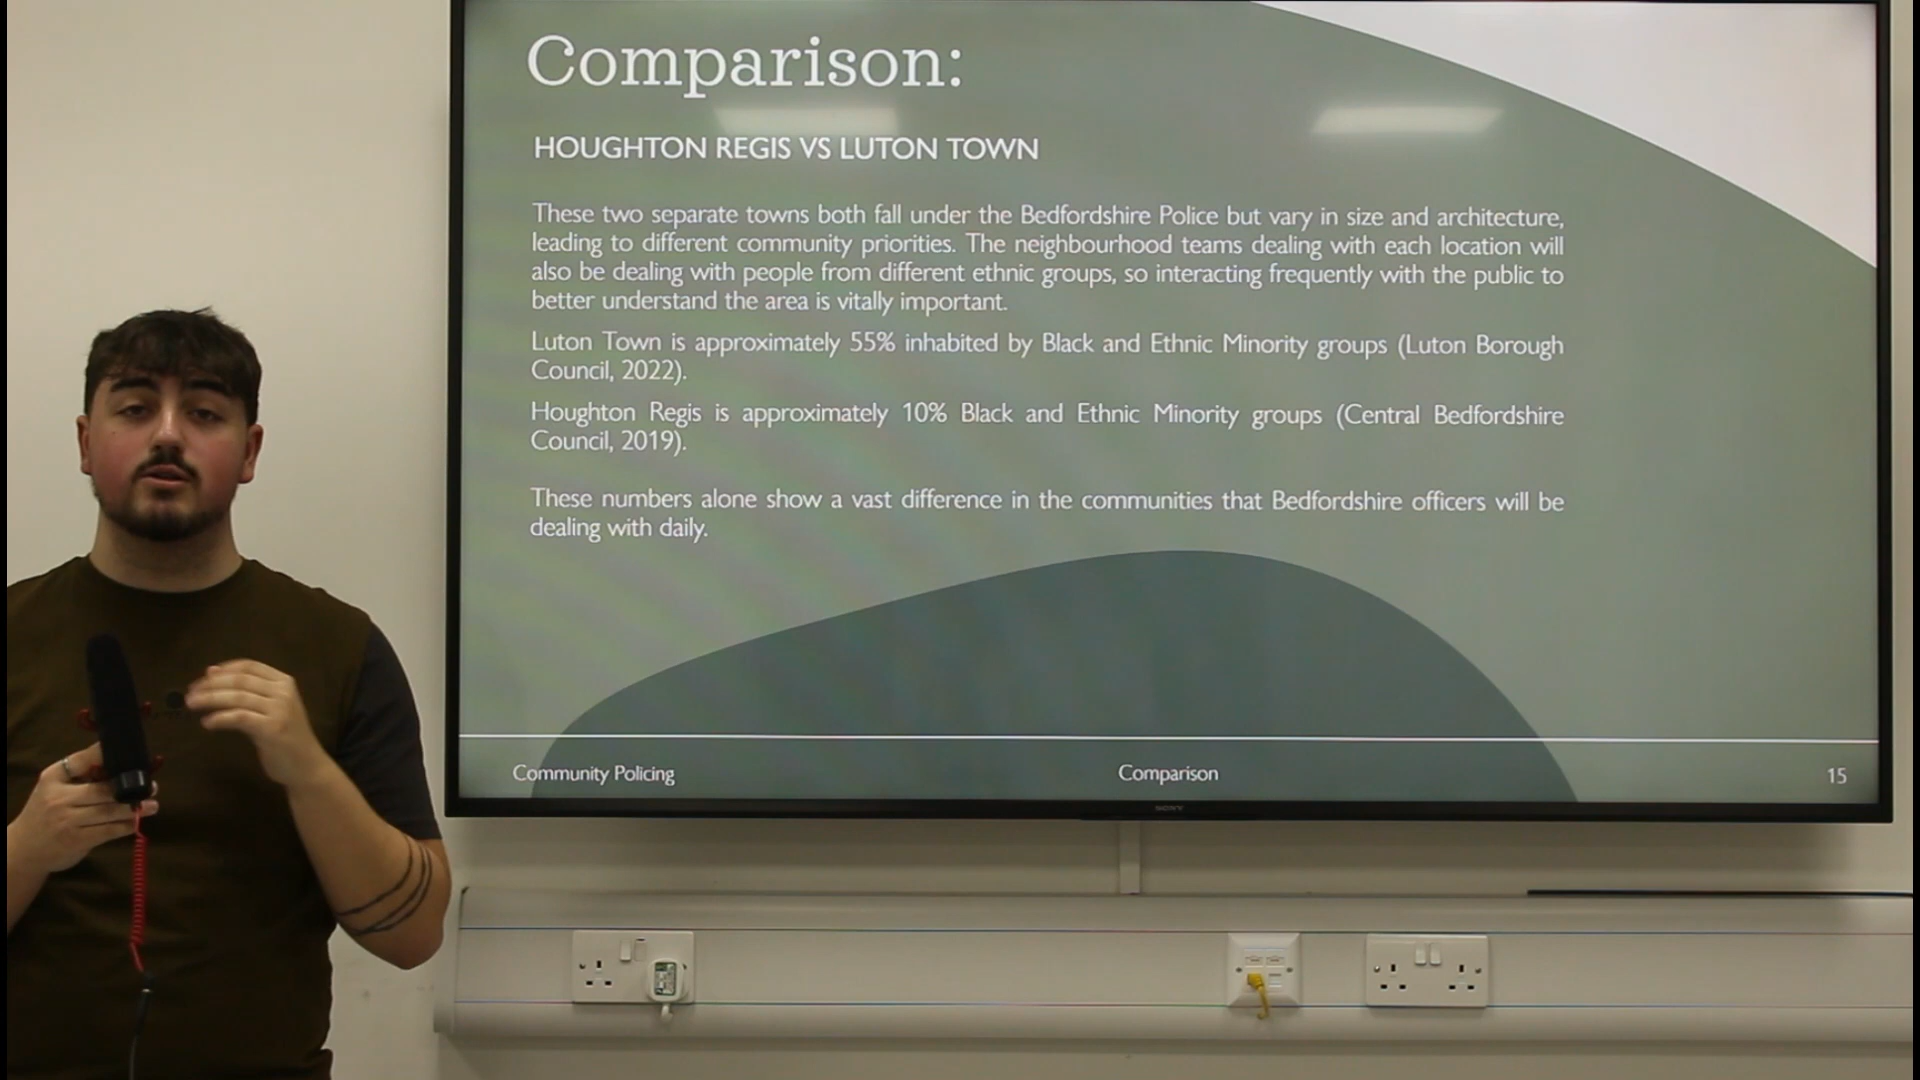 Comparison:
HOUGHTON REGIS VS LUTON TOWN
These two separate towns both fall under the Bedfordshire Police but vary in size and architecture,
leading to different community priorities. The neighbourhood teams dealing with each location will
also be dealing with people from different ethnic groups, so interacting frequently with the public to
better understand the area is vitally important.
Luton Town is approximately 55% inhabited by Black and Ethnic Minority groups (Luton Borough
Council, 2022).
Houghton Regis is approximately 10% Black and Ethnic Minority groups (Central Bedfordshire
Council, 2019).
These numbers alone show a vast difference in the communities that Bedfordshire officers will be
dealing with daily.
Community Policing
Comparison
15
SONY